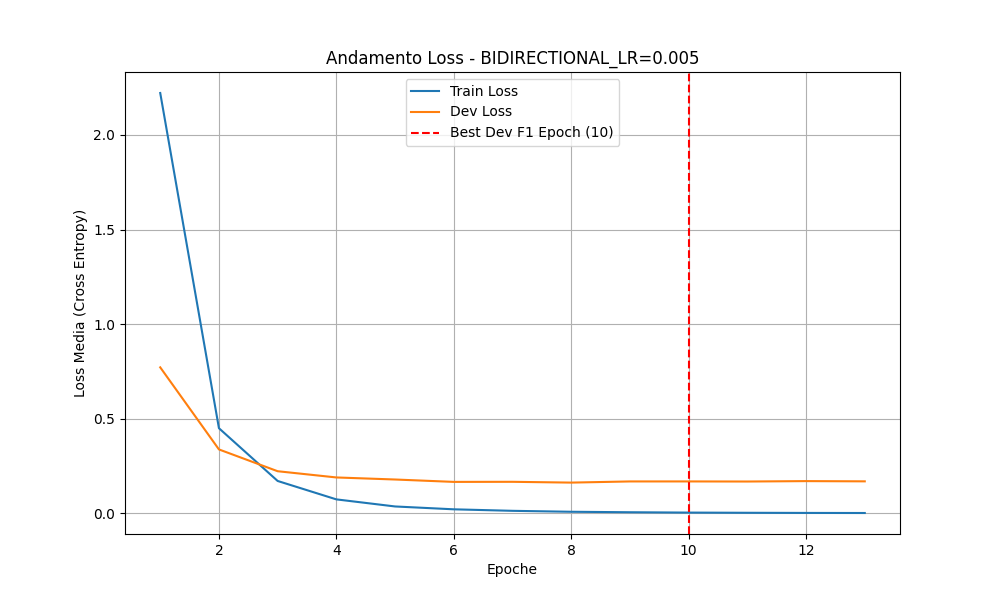 Andamento Loss - BIDIRECTIONAL_LR=0.005
Train Loss
Dev Loss
Best Dev F1 Epoch (10)
Loss Media (Cross Entropy)
2.0
1.5
1.0
0.5
0.0
2 4 6 8 10 12
Epoche